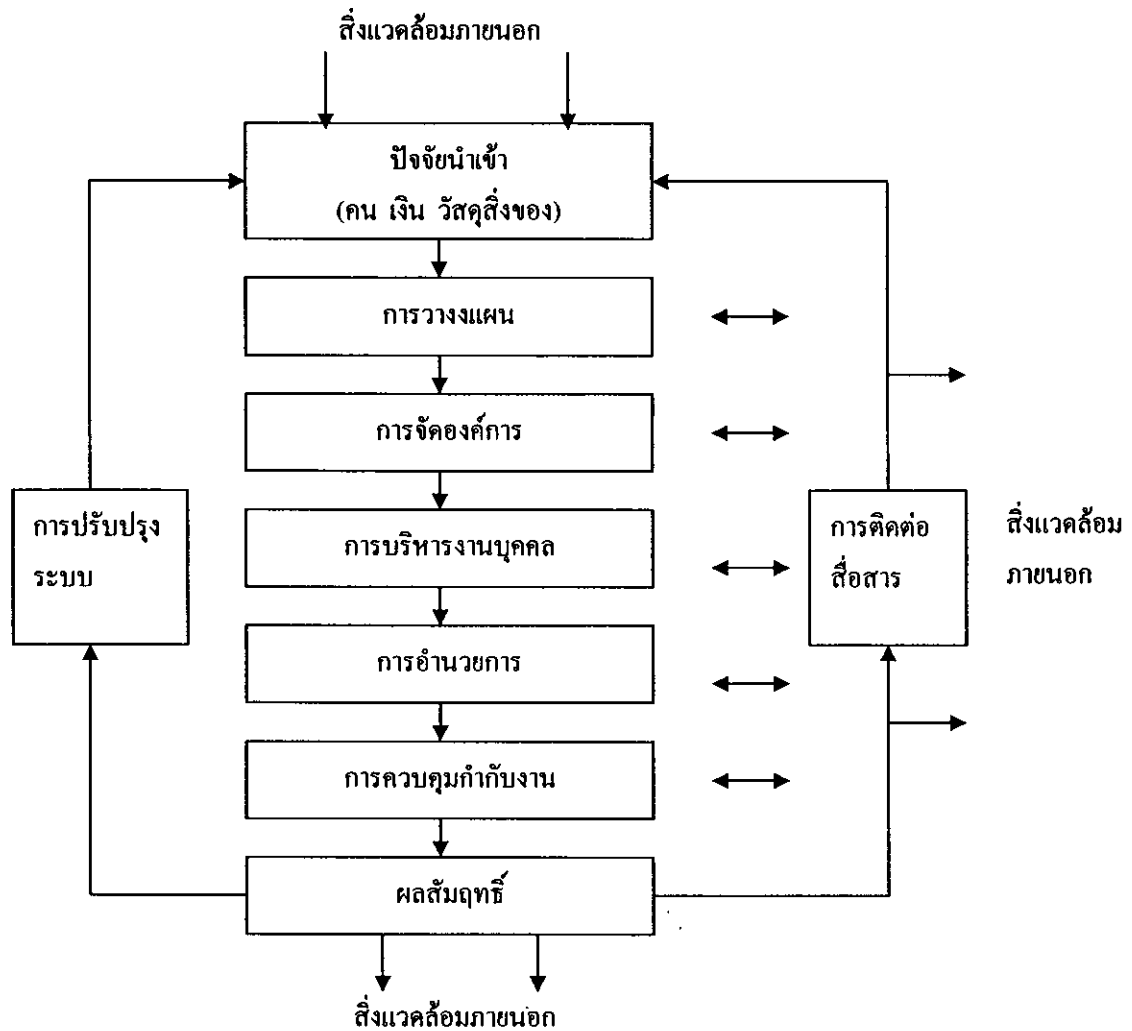 สิ่งแวดล้อมภายนอก
ปัจจัยนำเข้า
(คน เงิน วัสดุสิ่งของ)
การวางงแผน
การจัดองค์การ
การปรับปรุง
ระบบ
การบริหารงานบุคคล
การติดต่อ
สื่อสาร
สิ่งแวดล้อม
ภายนอก
การอำนวยการ
การควบคุมกำกับงาน
ผลสัมฤทธิ์
สิ่งแวดล้อมภายนอก